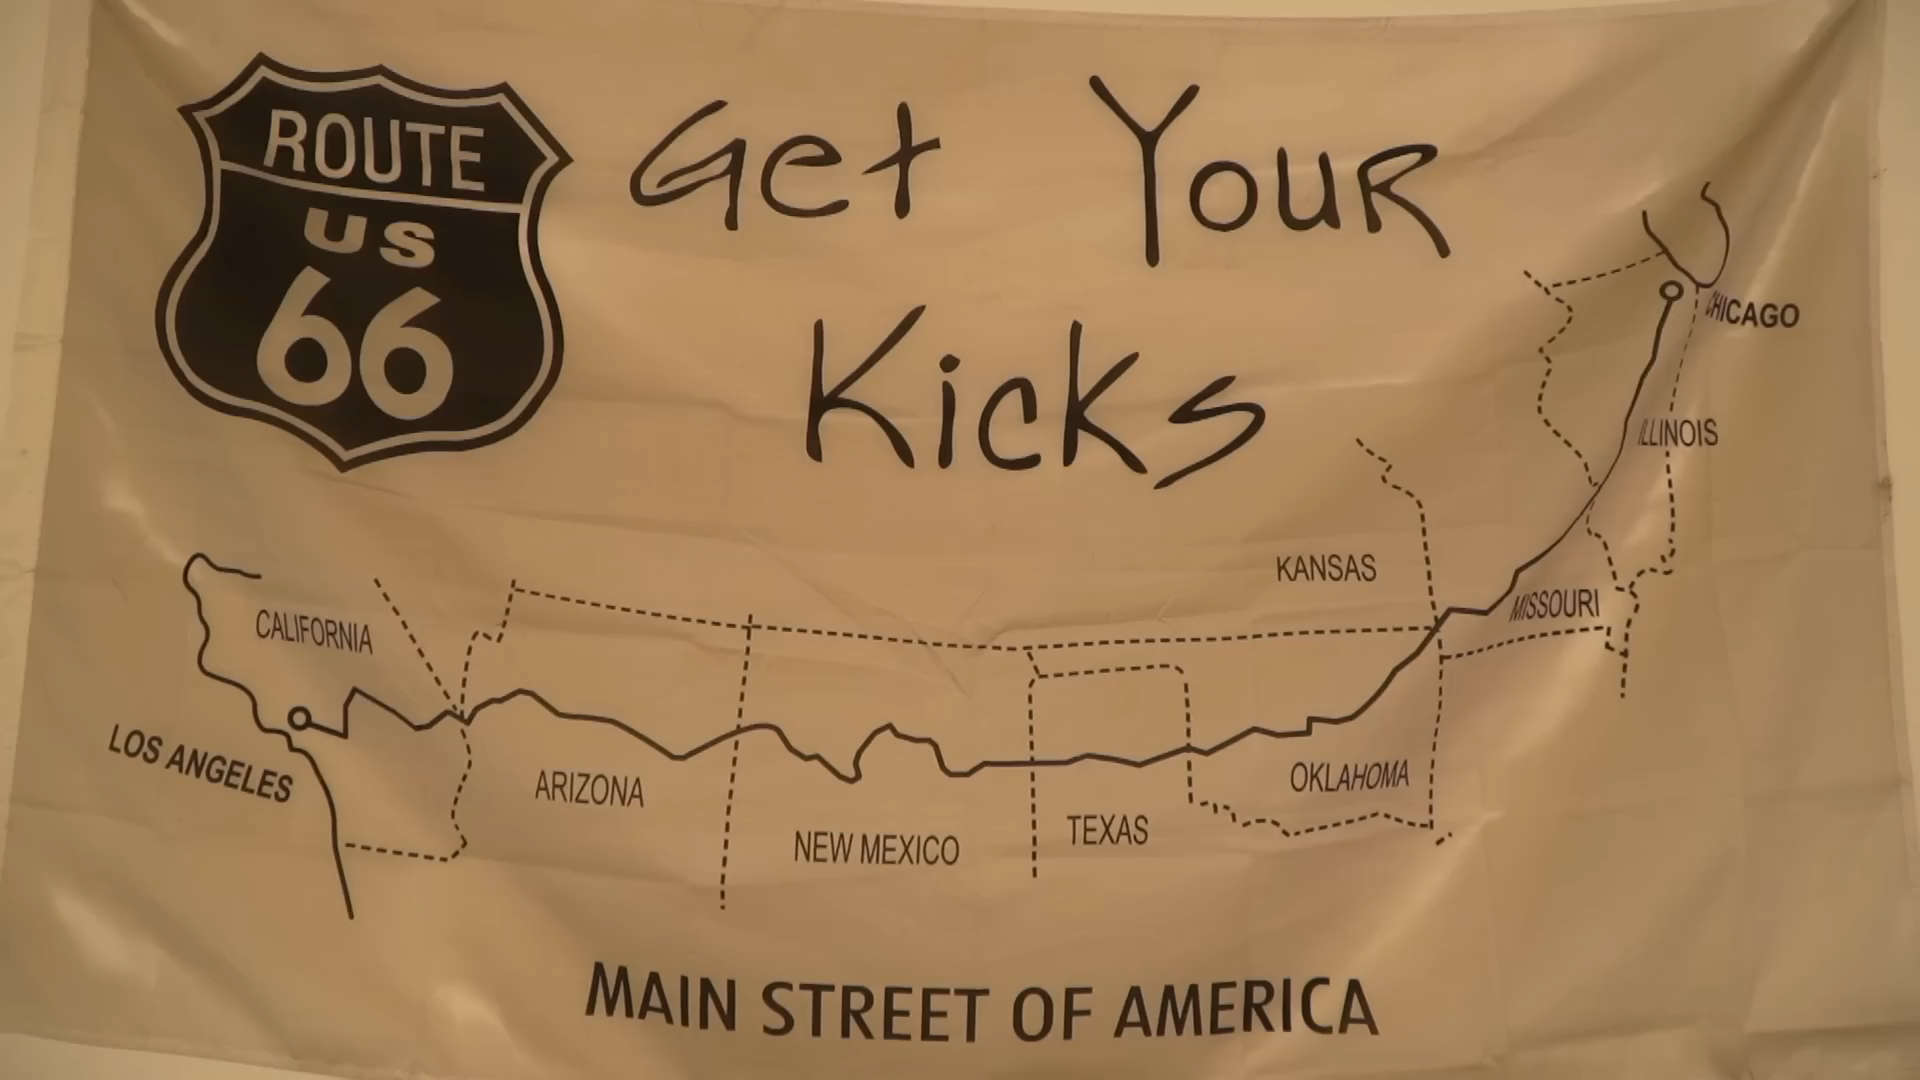 ROUTE
US
66
Get Your
Kicks
CHICAGO
ILLINOIS
KANSAS
MISSOURI
CALIFORNIA
LOS ANGELES
ARIZONA
NEW MEXICO
TEXAS
OKLAHOMA
MAIN STREET OF AMERICA